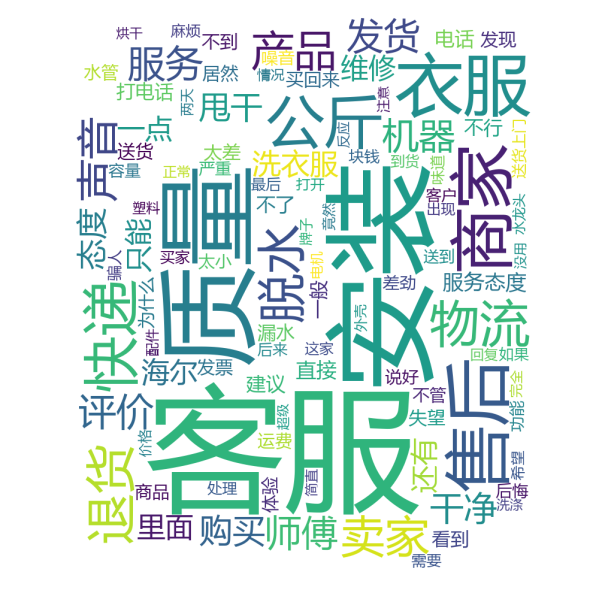 烘干
麻烦
不到
产品
发货
电话
发现
水管
服务
居然
噪音
情况
买回来
维修
衣服
打电话
两天
甩干
公斤
注意
机器
不行
送货上门
声音
一点
送货
太差
洗衣服
反应
块钱
到货
味道
容量
正常
严重
最后
打开
客户
出现
水龙头
态度
只能
塑料
不了
牌子
竟然
商家
没用
骗人
买家
太小
脱水
一般
电机
送到
服务态度
为什么
质量
安装
外壳
差劲
快递
配件
漏水
后来
这家
物流
海尔
发票
直接
说好
回复
如果
评价
建议
超级
不管
失望
功能
完全
价格
运费
客服
售后
还有
希望
退货
商品
处理
体验
简直
后悔
洗涤
里面
购买
师傅
卖家
干净
看到
需要